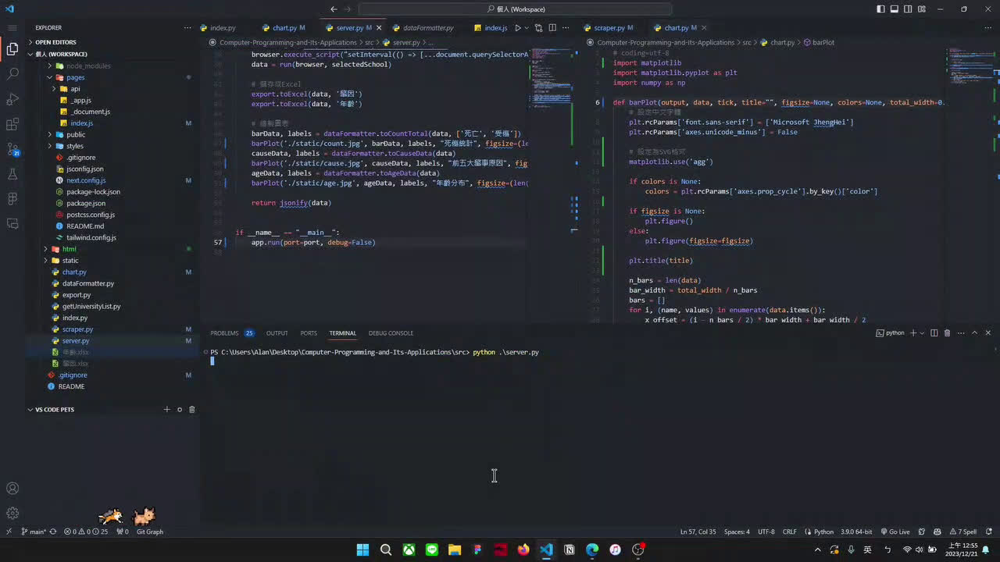 個人 (Workspace)
EXPLORER
OPEN EDITORS
個人 (WORKSPACE)
node_modules
pages
api
_app.js
_document.js
index.js M
public
styles
.gitignore
jsconfig.json
next.config.js M
package-lock.json
package.json
postcss.config.js
README.md
tailwind.config.js
html
static
chart.py M
dataFormatter.py
export.py
getUniversityList.py
index.py
scraper.py M
server.py M
年齡.xlsx
.gitignore M
README
VS CODE PETS
index.py
chart.py M
server.py M
dataFormatter.py
index.js
Computer-Programming-and-Its-Applications > src > server.py > ...
browser.execute_script("setInterval(() => {...document.querySelectorA
data = run(browser, selectedSchool)
# 儲存成Excel
export.toExcel(data, '肇因')
export.toExcel(data, '年齡')
# 繪製圖表
barData, labels = dataFormatter.toCountTotal(data, ['死亡', '受傷'])
barPlot('./static/count.jpg', barData, labels, "死傷統計", figsize=(le
causeData, labels = dataFormatter.toCauseData(data)
barPlot('./static/cause.jpg', causeData, labels, "前五大肇事原因", fig
ageData, labels = dataFormatter.toAgeData(data)
barPlot('./static/age.jpg', ageData, labels, "年齡分布", figsize=(len(
return jsonify(data)
if __name__ == "__main__":
57 app.run(port=port, debug=False)
58
scraper.py M
chart.py M
Computer-Programming-and-Its-Applications > src > chart.py > barPlot
# coding=utf-8
import matplotlib
import matplotlib.pyplot as plt
import numpy as np
6 def barPlot(output, data, tick, title="", figsize=None, colors=None, total_width=0.
# 設定中文字體
plt.rcParams['font.sans-serif'] = ['Microsoft JhengHei']
plt.rcParams['axes.unicode_minus'] = False
# 設定為SVG格式
matplotlib.use('agg')
if colors is None:
colors = plt.rcParams['axes.prop_cycle'].by_key()['color']
if figsize is None:
plt.figure()
else:
plt.figure(figsize=figsize)
plt.title(title)
n_bars = len(data)
bar_width = total_width / n_bars
bars = []
for i, (name, values) in enumerate(data.items()):
x_offset = (i - n_bars / 2) * bar_width + bar_width / 2
PROBLEMS 25 OUTPUT PORTS TERMINAL DEBUG CONSOLE
python
PS C:\Users\Alan\Desktop\Computer-Programming-and-Its-Applications\src> python .\server.py
21
main* 0 0 25 0 Git Graph
Ln 57, Col 35 Spaces: 4 UTF-8 CRLF Python 3.9.0 64-bit Go Live 7 Spell
英
上午 12:55
2023/12/21